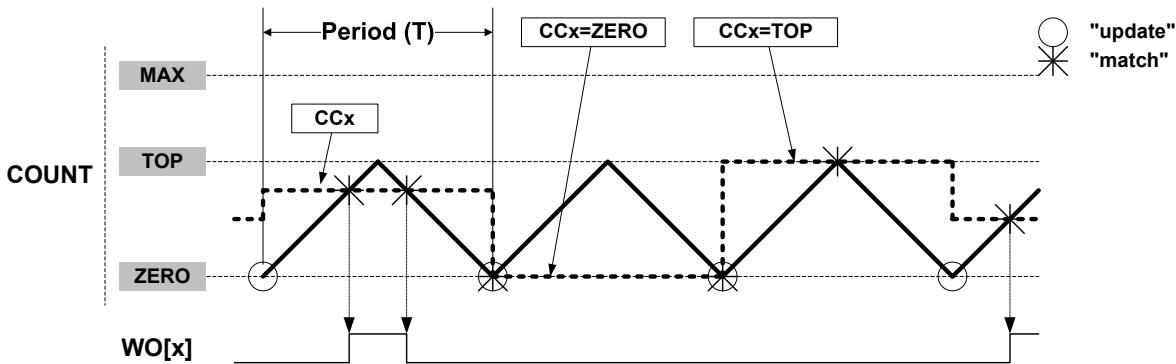 Period (T)
CCx=ZERO
CCx=TOP
"update"
"match"
MAX
CCx
TOP
COUNT
ZERO
WO[x]